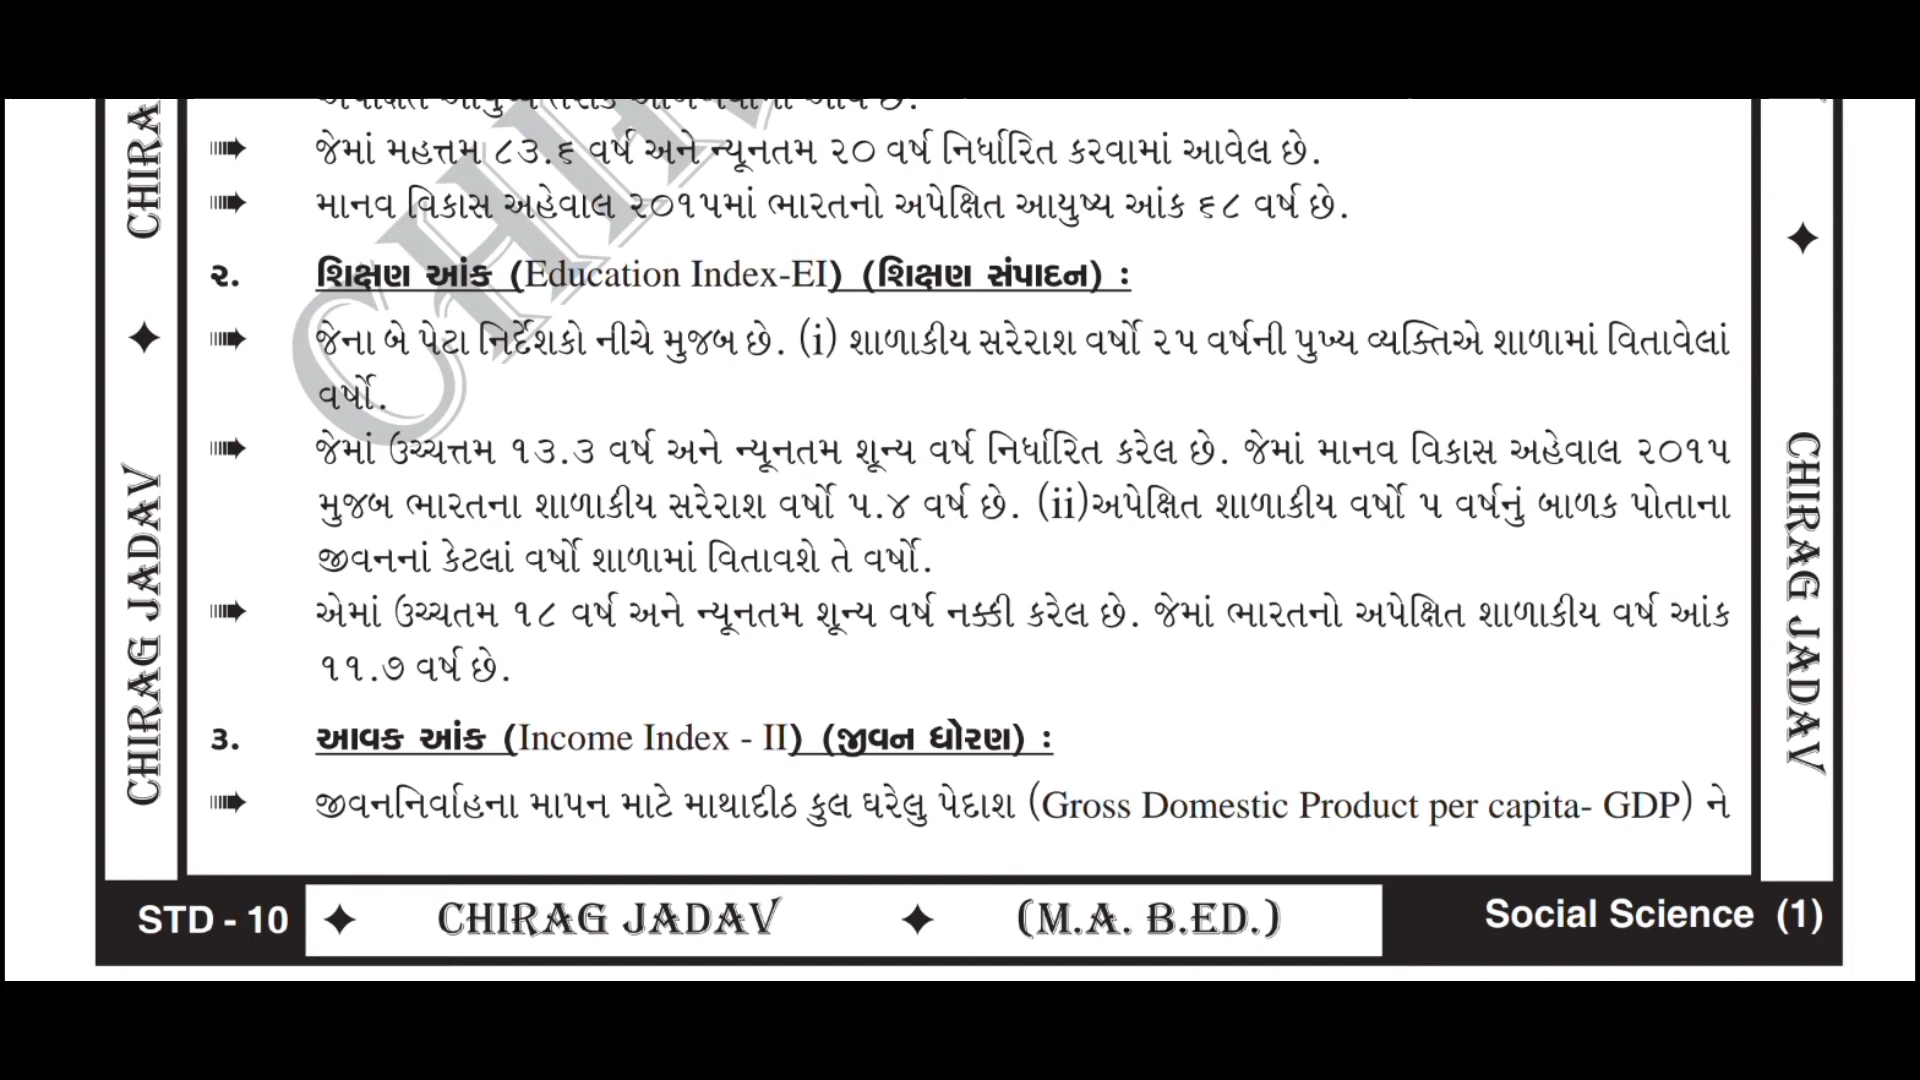 જેમાં મહત્તમ ૮૩.૬ વર્ષ અને ન્યૂનતમ ૨૦ વર્ષ નિર્ધારિત કરવામાં આવેલ છે.
માનવ વિકાસ અહેવાલ ૨૦૧૫માં ભારતનો અપેક્ષિત આયુષ્ય આંક ૬૮ વર્ષ છે.
૨. શિક્ષણ આંક (Education Index-EI) (શિક્ષણ સંપાદન) :
જેના બે પેટા નિર્દેશકો નીચે મુજબ છે. (i) શાળાકીય સરેરાશ વર્ષો ૨૫ વર્ષની પુખ્ય વ્યક્તિએ શાળામાં વિતાવેલાં
વર્ષો.
જેમાં ઉચ્ચત્તમ ૧૩.૩ વર્ષ અને ન્યૂનતમ શૂન્ય વર્ષ નિર્ધારિત કરેલ છે. જેમાં માનવ વિકાસ અહેવાલ ૨૦૧૫
મુજબ ભારતના શાળાકીય સરેરાશ વર્ષો ૫.૪ વર્ષ છે. (ii)અપેક્ષિત શાળાકીય વર્ષો ૫ વર્ષનું બાળક પોતાના
જીવનનાં કેટલાં વર્ષો શાળામાં વિતાવશે તે વર્ષો.
એમાં ઉચ્ચતમ ૧૮ વર્ષ અને ન્યૂનતમ શૂન્ય વર્ષ નક્કી કરેલ છે. જેમાં ભારતનો અપેક્ષિત શાળાકીય વર્ષ આંક
૧૧.૭ વર્ષ છે.
૩. આવક આંક (Income Index - II) (જીવન ધોરણ) :
જીવનનિર્વાહના માપન માટે માથાદીઠ કુલ ઘરેલુ પેદાશ (Gross Domestic Product per capita- GDP) ને
STD - 10 CHIRAG JADAV (M.A. B.ED.) Social Science (1)
CHIRA
CHIRAG JADAV
CHIRAG JADAV